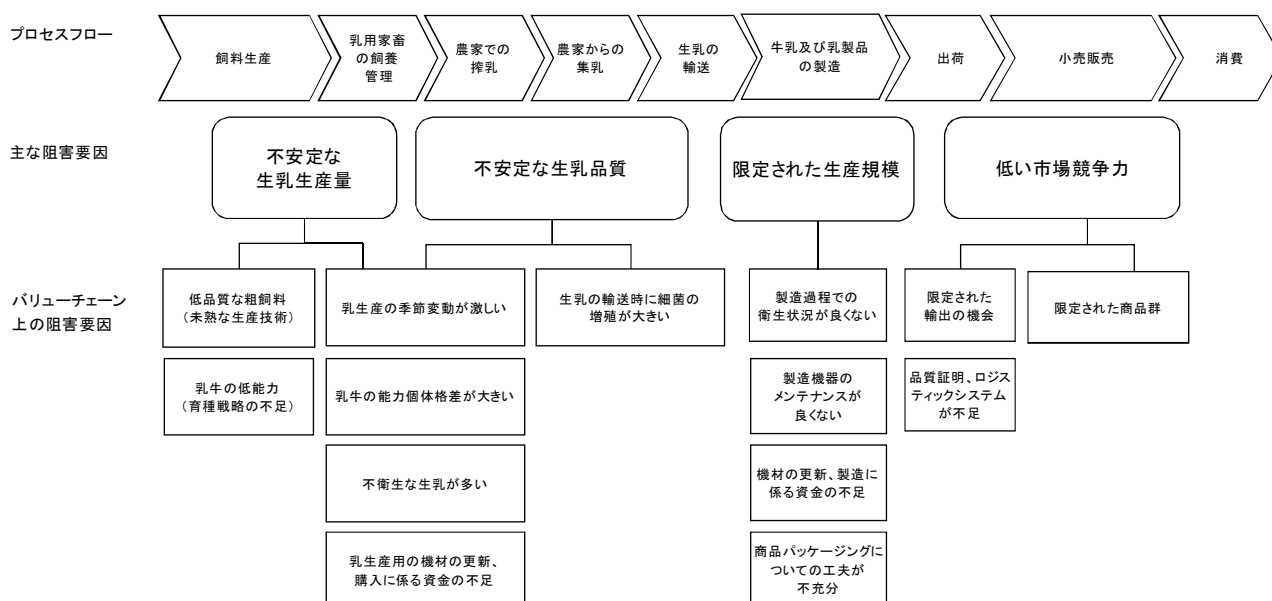 プロセスフロー
飼料生産
乳用家畜
の飼養
管理
農家での
搾乳
農家からの
集乳
生乳の
輸送
牛乳及び乳製品
の製造
出荷
小売販売
消費
主な阻害要因
不安定な
生乳生産量
不安定な生乳品質
限定された生産規模
低い市場競争力
バリューチェーン
上の阻害要因
低品質な粗飼料
（未熟な生産技術）
乳牛の低能力
（育種戦略の不足）
乳生産の季節変動が激しい
乳牛の能力個体格差が大きい
不衛生な生乳が多い
乳生産用の機材の更新、
購入に係る資金の不足
生乳の輸送時に細菌の
増殖が大きい
製造過程での
衛生状況が良くない
製造機器の
メンテナンスが
良くない
機材の更新、製造に
係る資金の不足
商品パッケージングに
ついての工夫が
不充分
限定された
輸出の機会
品質証明、ロジス
ティックシステム
が不足
限定された商品群